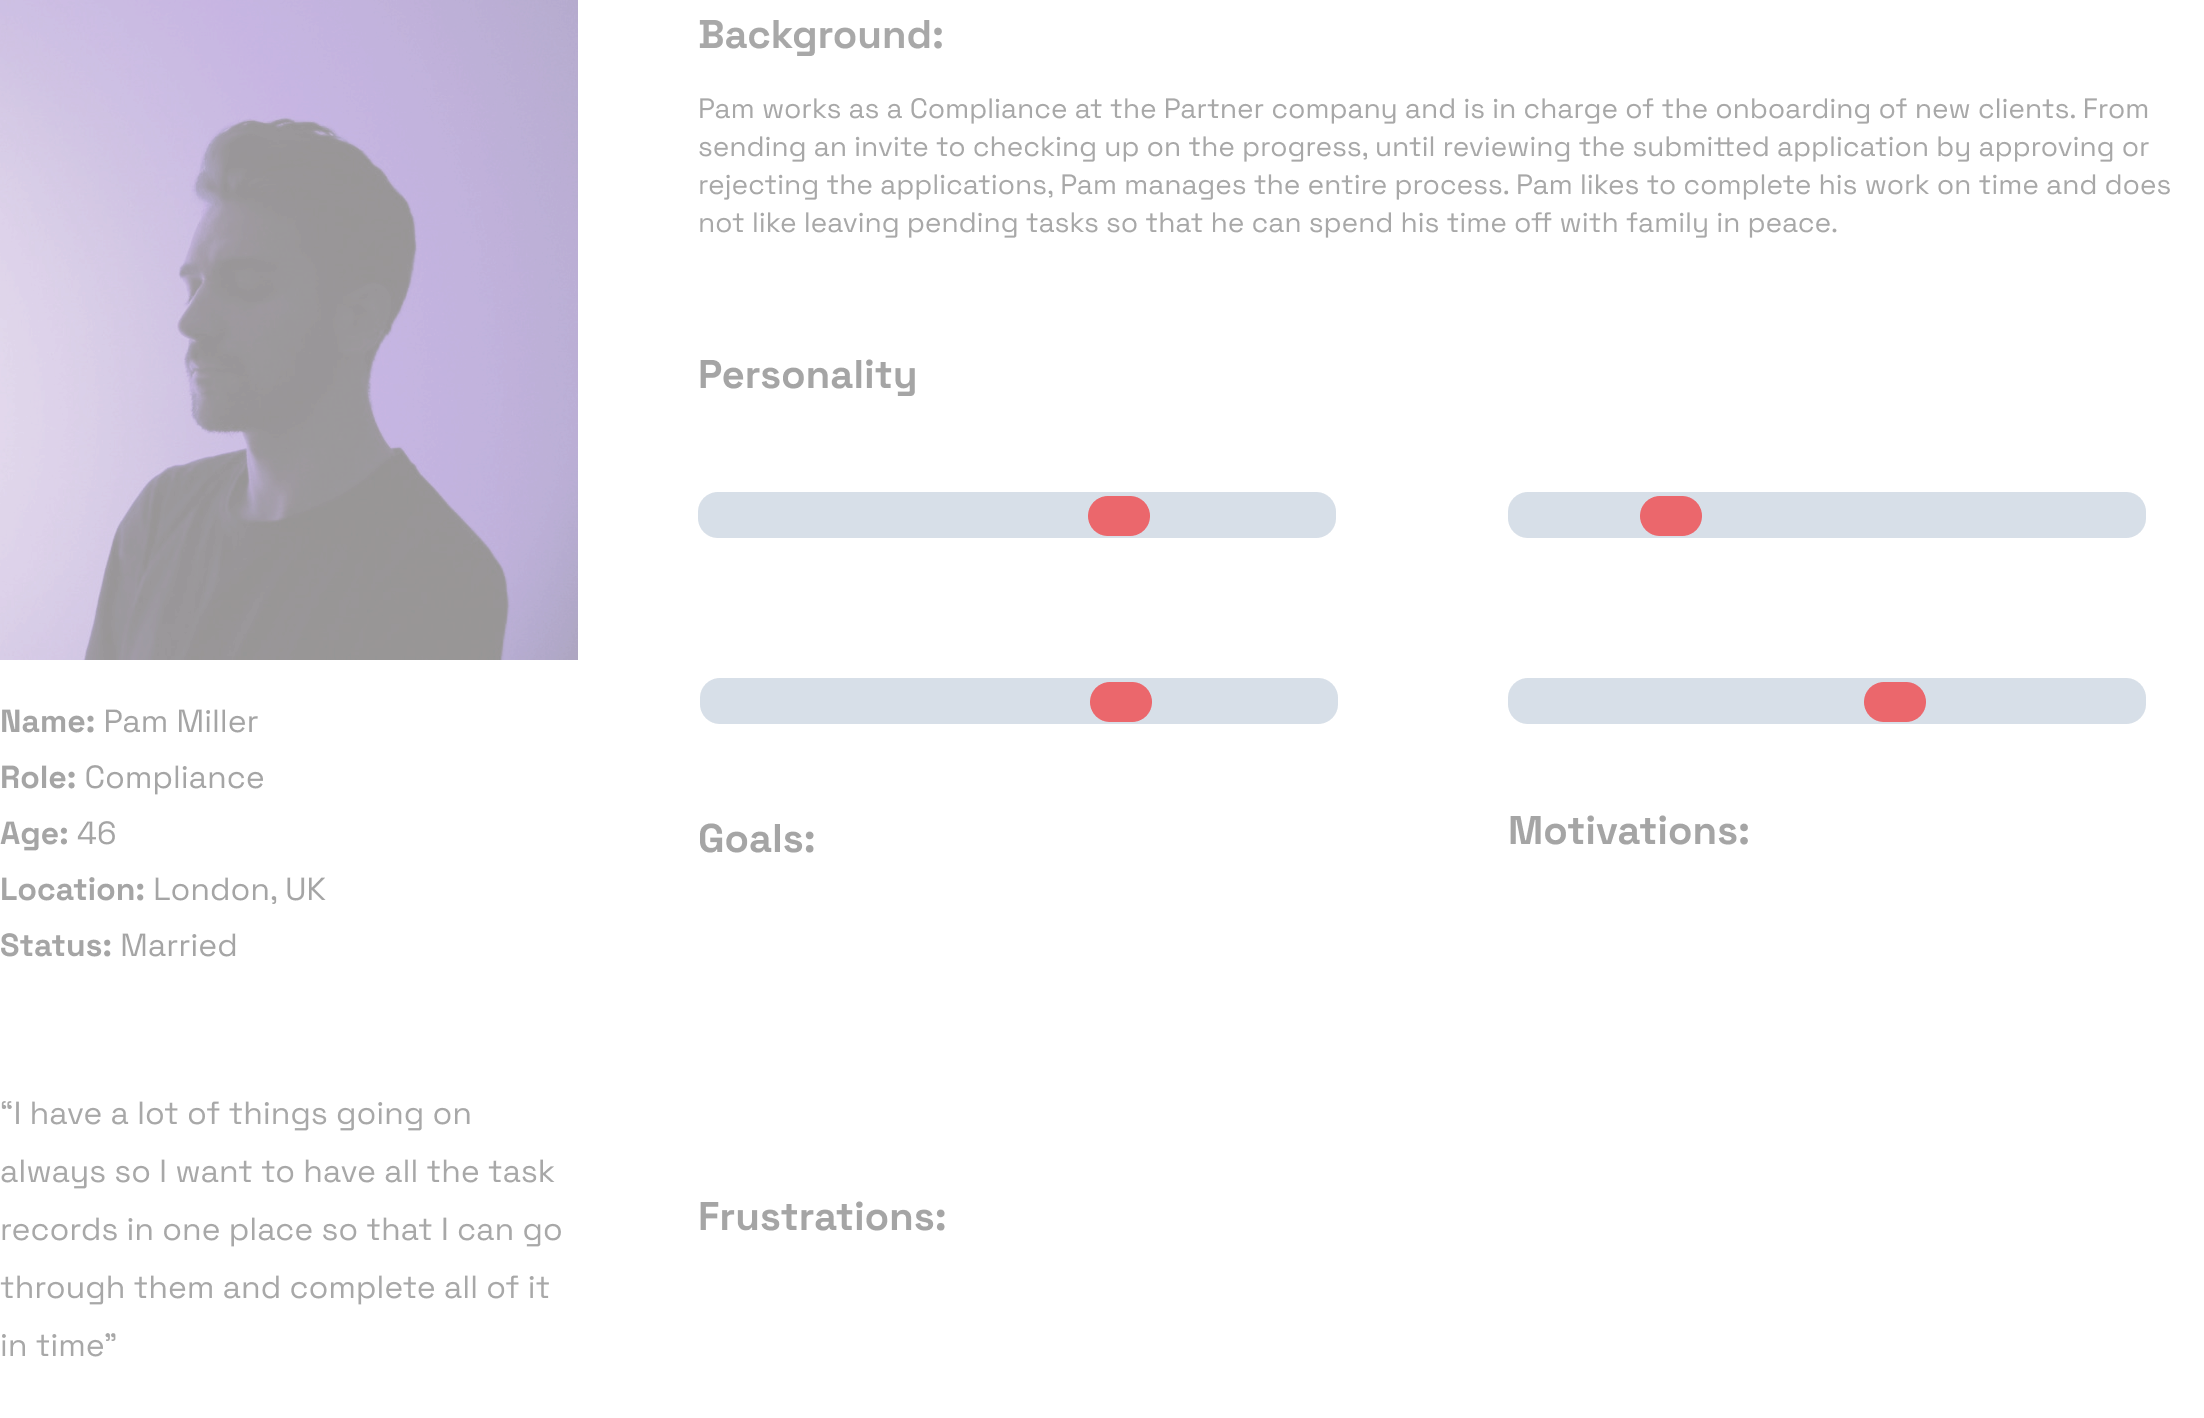 Name: Pam Miller
Role: Compliance
Age: 46
Location: London, UK
Status: Married
“I have a lot of things going on
always so I want to have all the task
records in one place so that I can go
through them and complete all of it
in time”
Background:
Pam works as a Compliance at the Partner company and is in charge of the onboarding of new clients. From
sending an invite to checking up on the progress, until reviewing the submitted application by approving or
rejecting the applications, Pam manages the entire process. Pam likes to complete his work on time and does
not like leaving pending tasks so that he can spend his time off with family in peace.
Personality
Goals:
Motivations:
Frustrations: